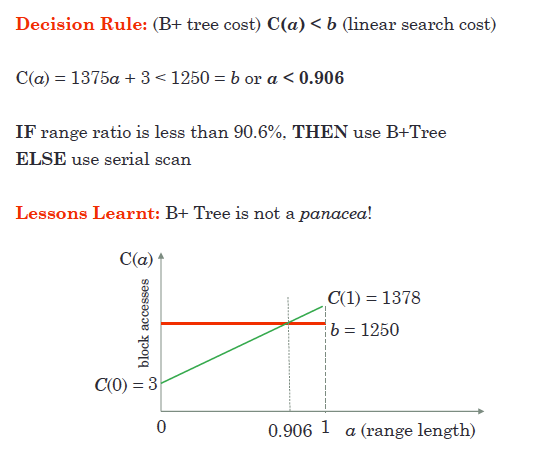 Decision Rule: (B+ tree cost) C(a) < b (linear search cost)
C(a) = 1375a + 3 < 1250 = b or a < 0.906
IF range ratio is less than 90.6%, THEN use B+Tree
ELSE use serial scan
Lessons Learnt: B+ Tree is not a panacea!
C(a)
block accesses
C(1) = 1378
b = 1250
C(0) = 3
0
0.906
1
a (range length)